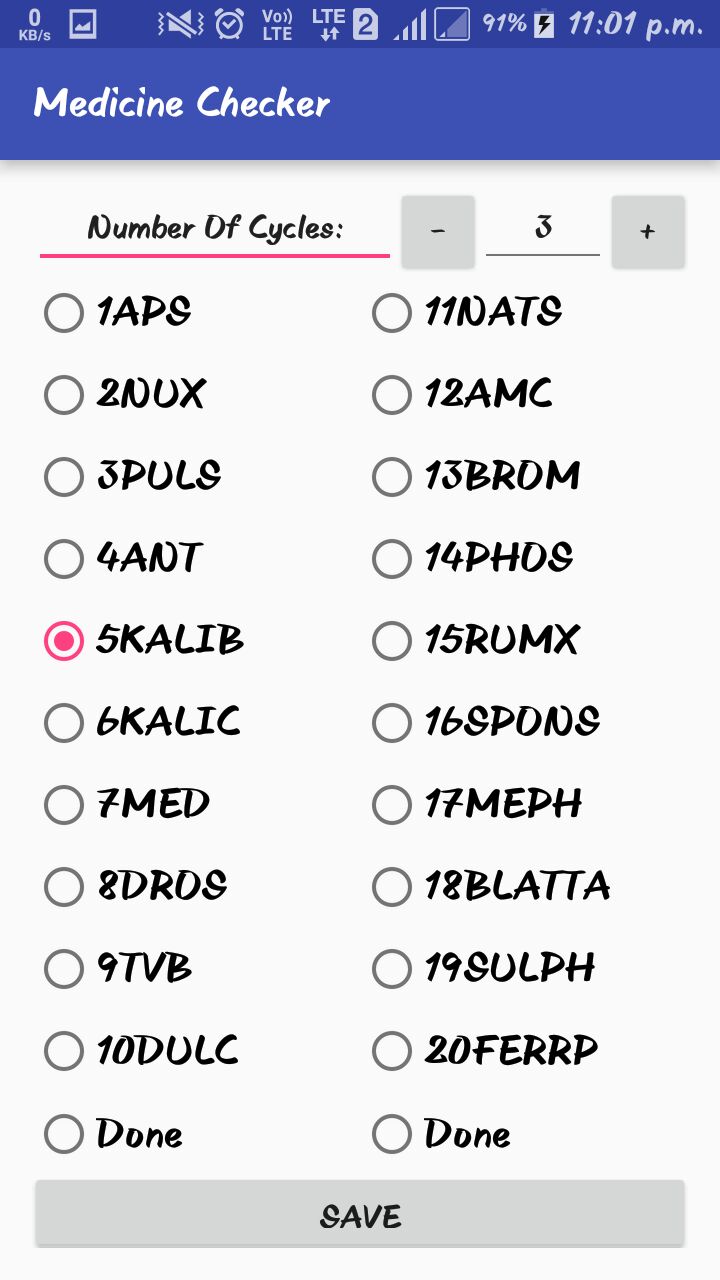 0 KB/s Vo)) LTE LTE 2 91% 11:01 p.m.
Medicine Checker
Number Of Cycles: - 3 +
1APS 11NATS
2NUX 12AMC
3PULS 13BROM
4ANT 14PHOS
5KALIB 15RUMX
6KALIC 16SPONS
7MED 17MEPH
8DROS 18BLATTA
9TVB 19SULPH
10DULC 20FERRP
Done Done
SAVE